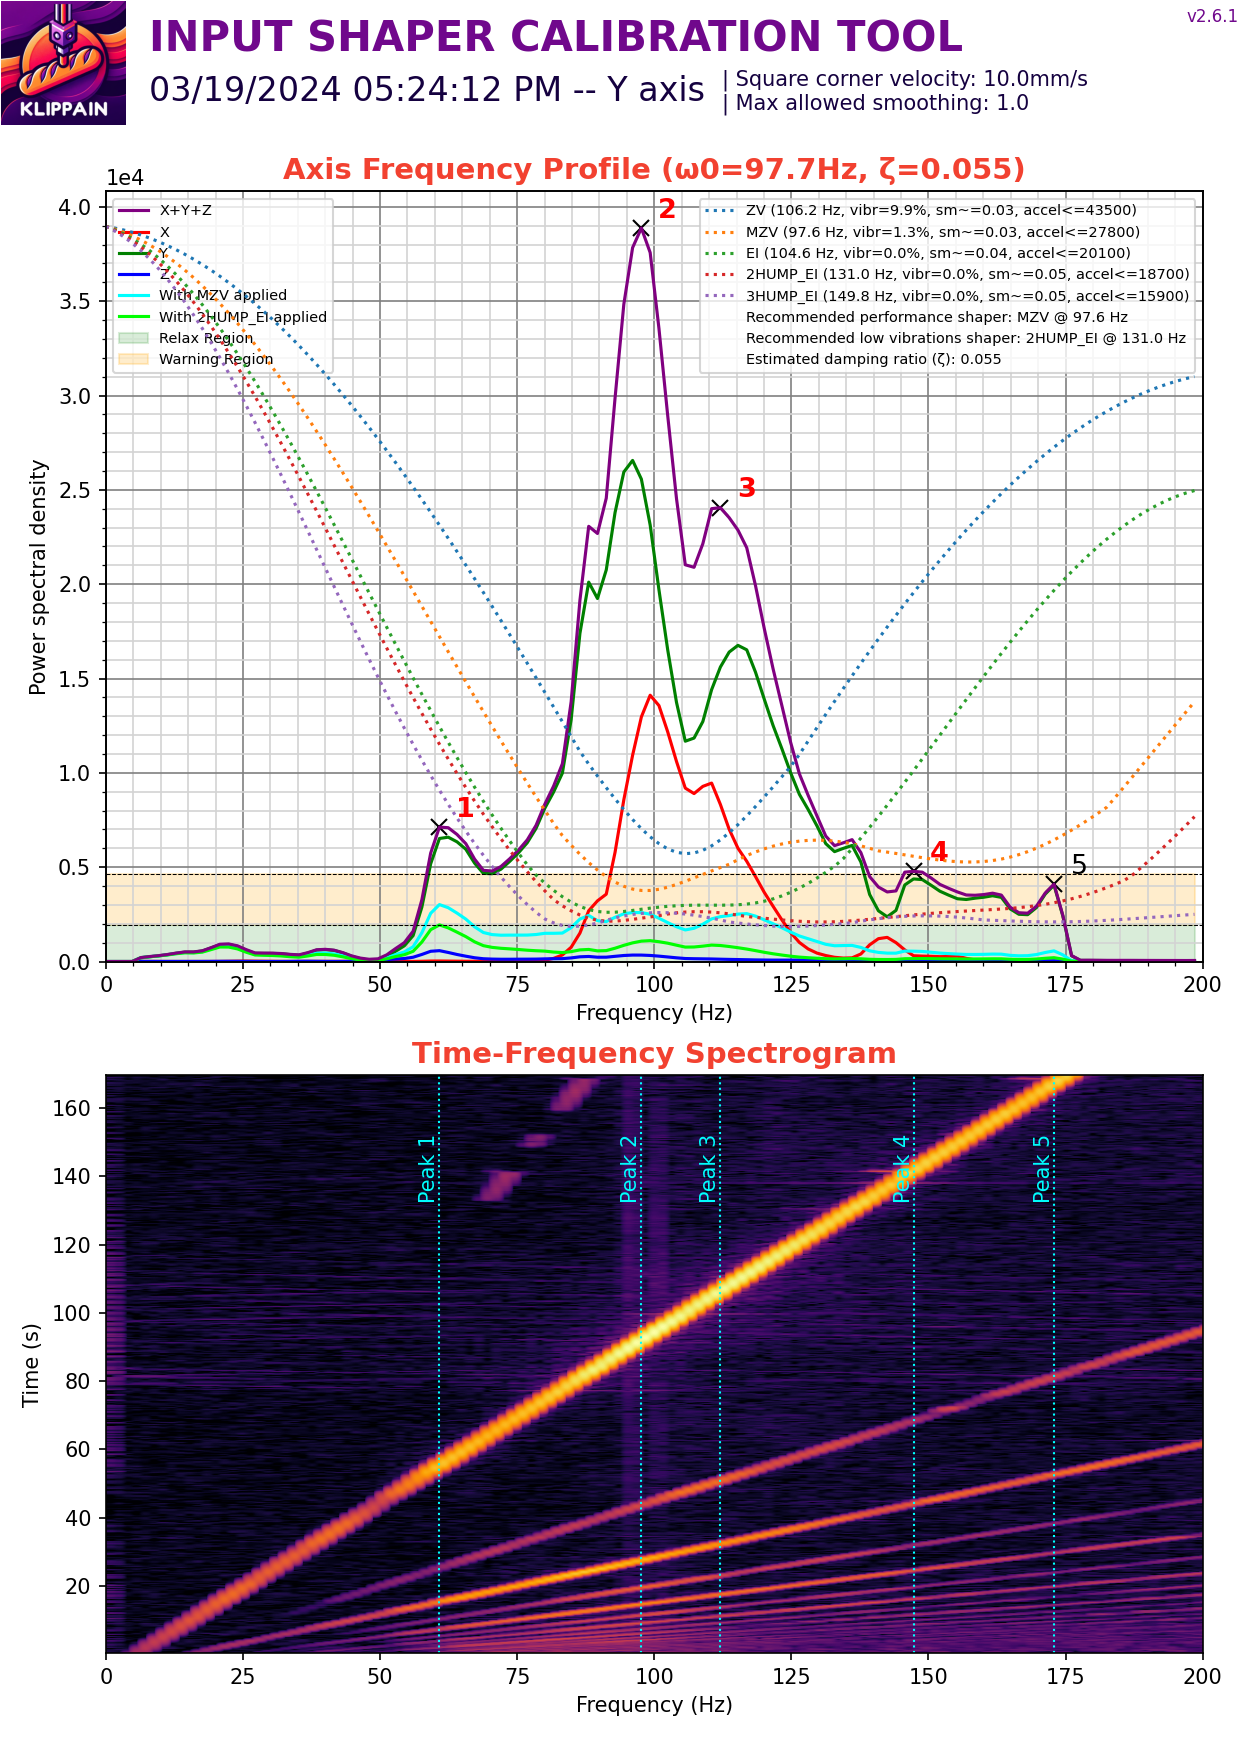 KLIPPAIN
INPUT SHAPER CALIBRATION TOOL
v2.6.1
03/19/2024 05:24:12 PM -- Y axis
| Square corner velocity: 10.0mm/s
| Max allowed smoothing: 1.0
Axis Frequency Profile (ω0=97.7Hz, ζ=0.055)
1e4
X+Y+Z
X
Y
Z
With MZV applied
With 2HUMP_EI applied
Relax Region
Warning Region
ZV (106.2 Hz, vibr=9.9%, sm~=0.03, accel<=43500)
MZV (97.6 Hz, vibr=1.3%, sm~=0.03, accel<=27800)
EI (104.6 Hz, vibr=0.0%, sm~=0.04, accel<=20100)
2HUMP_EI (131.0 Hz, vibr=0.0%, sm~=0.05, accel<=18700)
3HUMP_EI (149.8 Hz, vibr=0.0%, sm~=0.05, accel<=15900)
Recommended performance shaper: MZV @ 97.6 Hz
Recommended low vibrations shaper: 2HUMP_EI @ 131.0 Hz
Estimated damping ratio (ζ): 0.055
Power spectral density
4.0
3.5
3.0
2.5
2.0
1.5
1.0
0.5
0.0
1
2
3
4
5
0 25 50 75 100 125 150 175 200
Frequency (Hz)
Time-Frequency Spectrogram
Time (s)
160
140
120
100
80
60
40
20
Peak 1
Peak 2
Peak 3
Peak 4
Peak 5
0 25 50 75 100 125 150 175 200
Frequency (Hz)